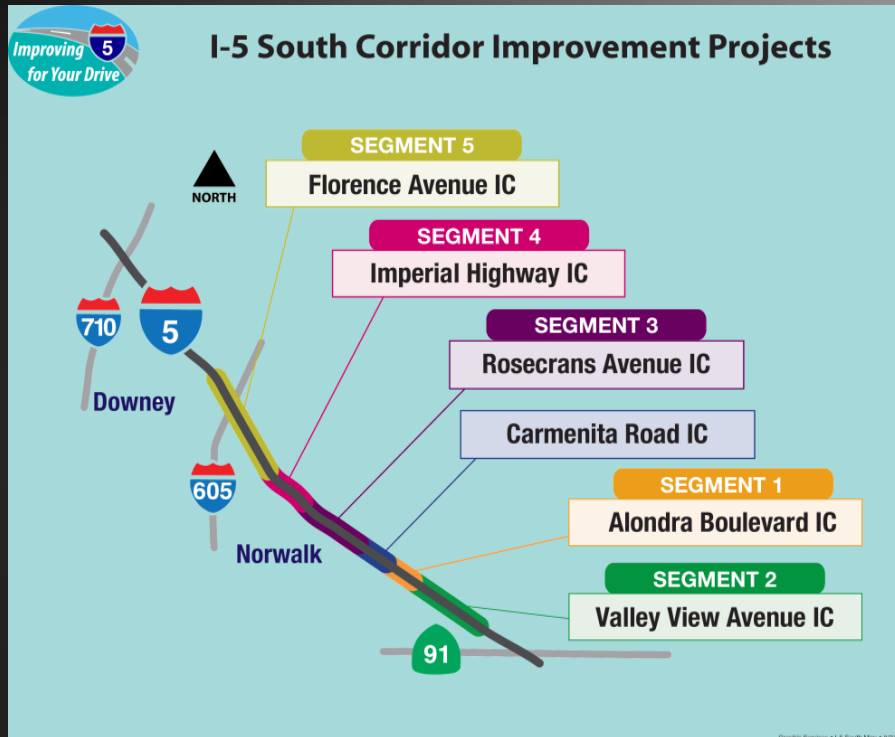 Improving
5
for Your Drive
I-5 South Corridor Improvement Projects
NORTH
SEGMENT 5
Florence Avenue IC
SEGMENT 4
Imperial Highway IC
SEGMENT 3
Rosecrans Avenue IC
Carmenita Road IC
SEGMENT 1
Alondra Boulevard IC
SEGMENT 2
Valley View Avenue IC
710
5
Downey
605
Norwalk
91